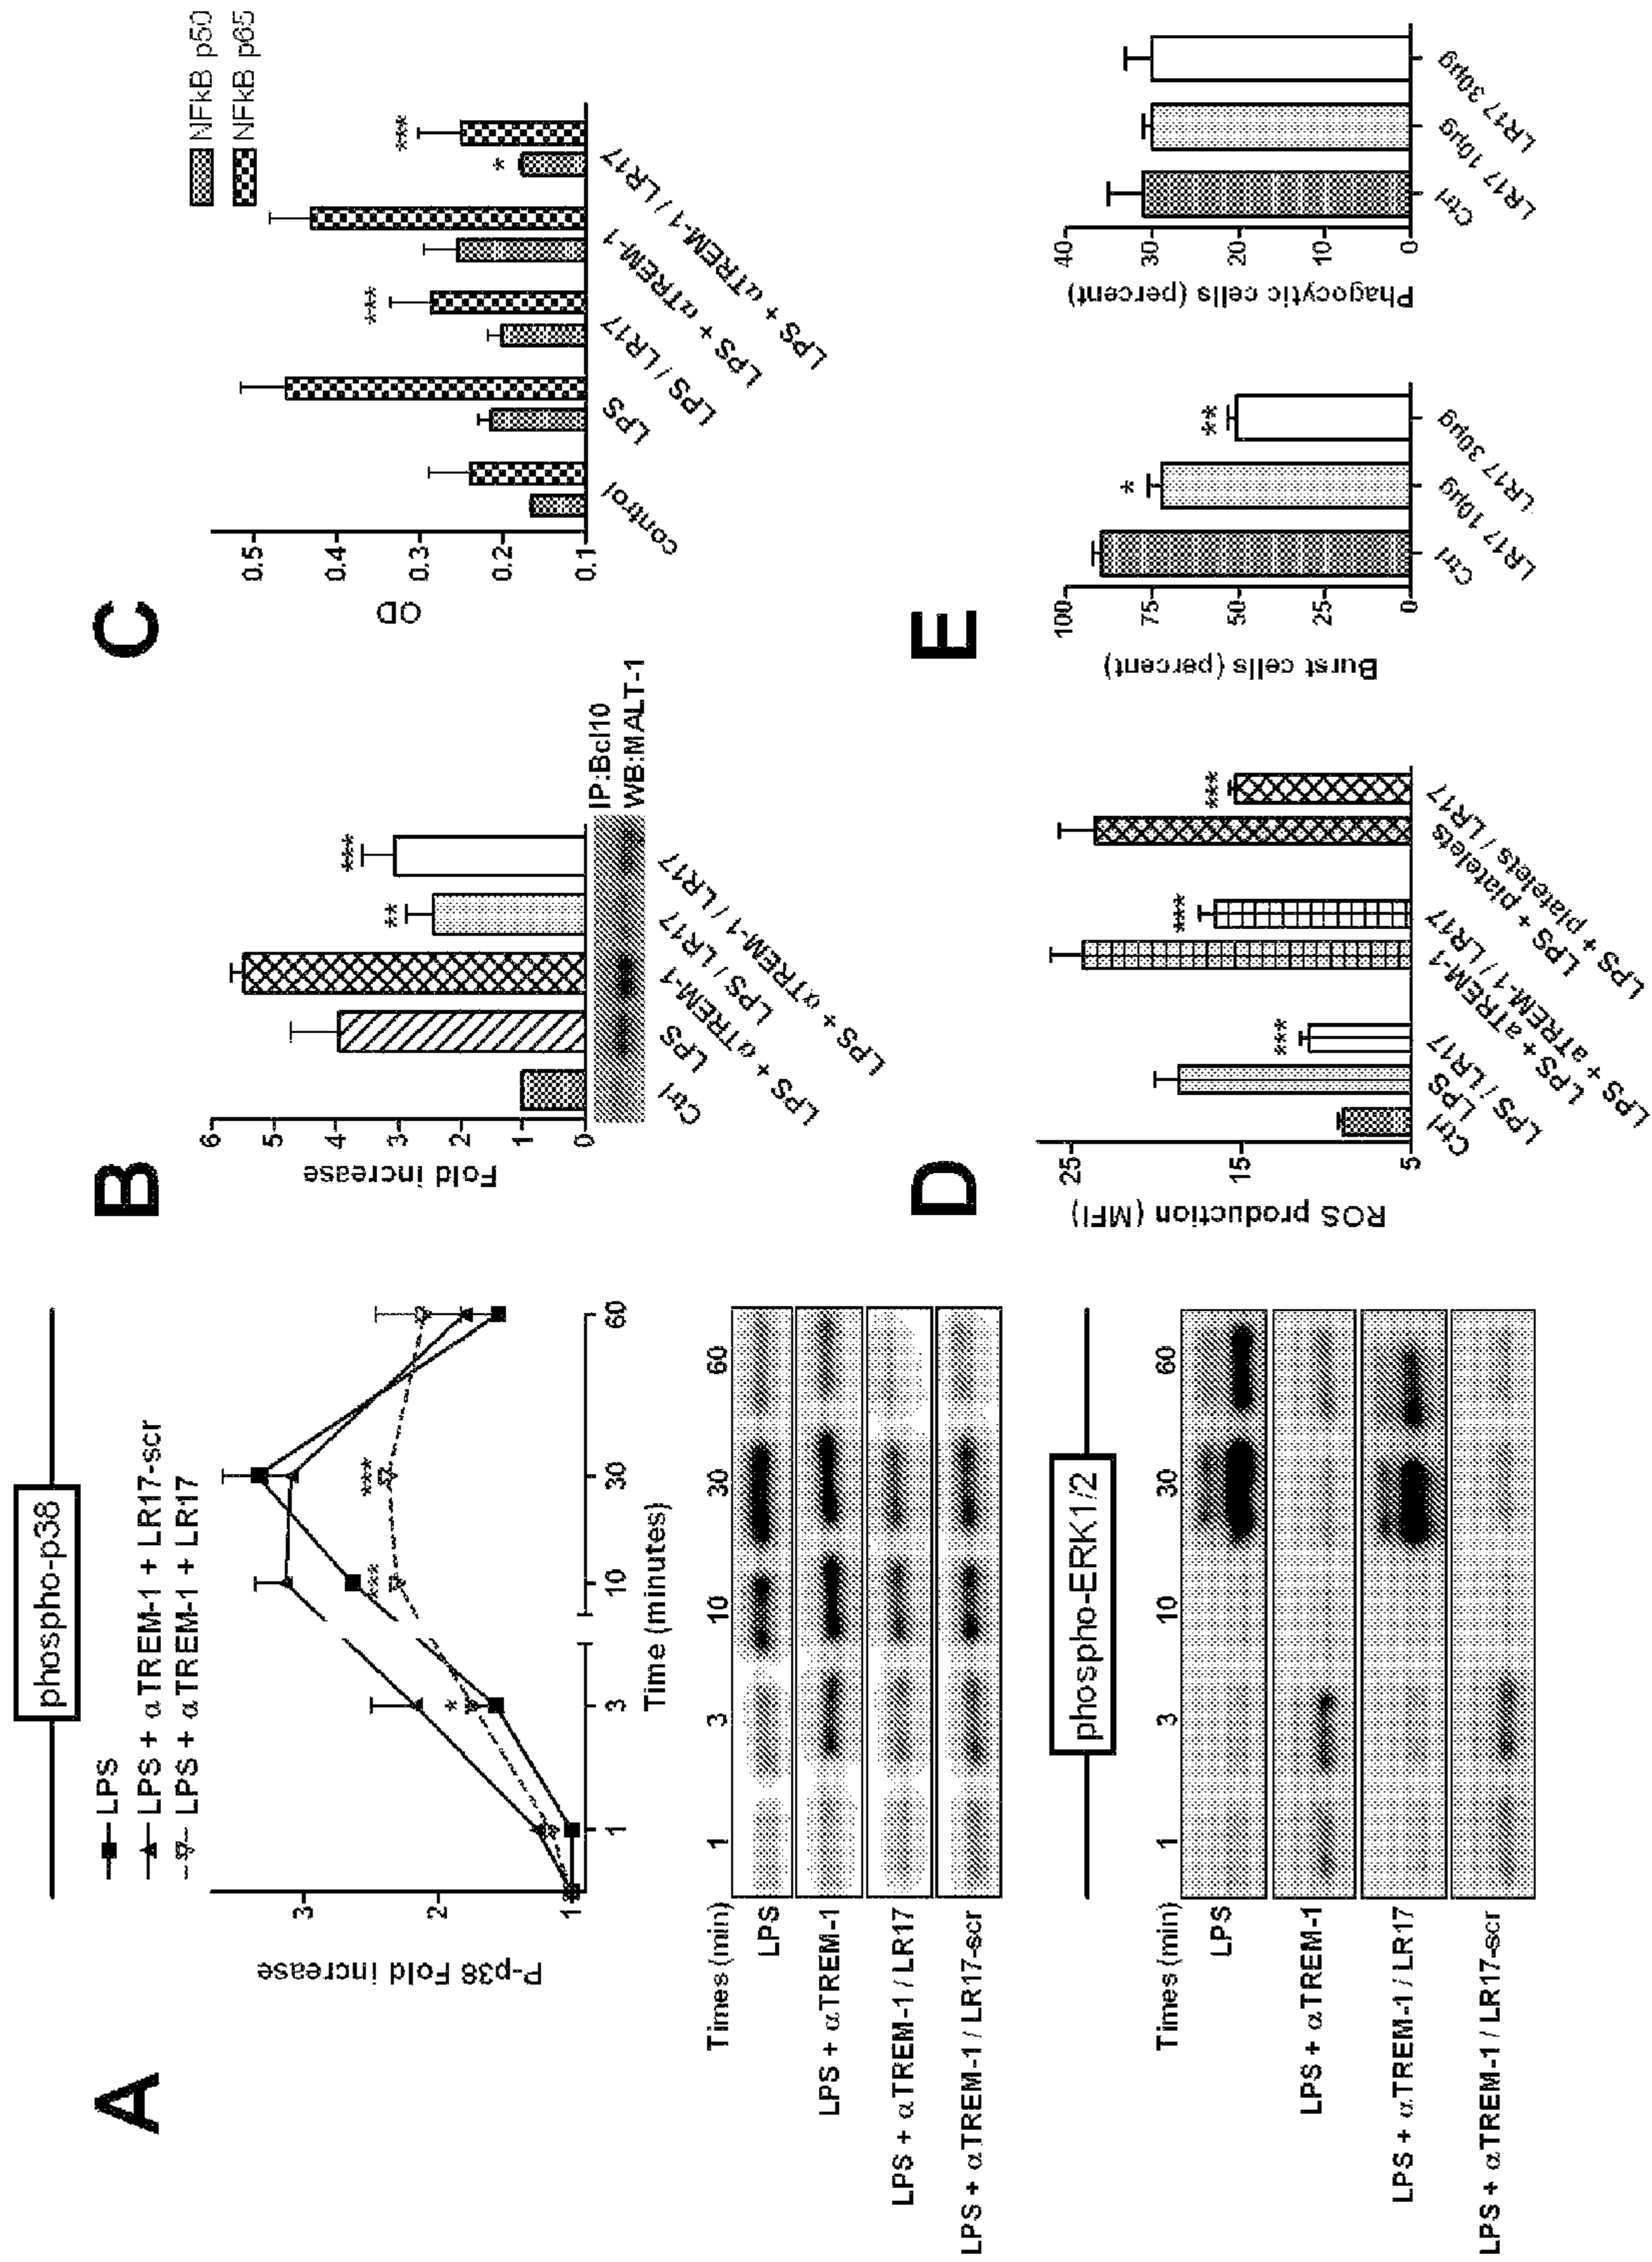 A
phospho-p38
LPS
LPS + αTREM-1 + LR17-scr
LPS + αTREM-1 + LR17
P-p38 Fold increase
3
2
1
*
***
***
1
3
10
30
60
Time (minutes)
Times (min)
1
3
10
30
60
LPS
LPS + αTREM-1
LPS + αTREM-1 / LR17
LPS + αTREM-1 / LR17-scr
phospho-ERK1/2
Times (min)
1
3
10
30
60
LPS
LPS + αTREM-1
LPS + αTREM-1 / LR17
LPS + αTREM-1 / LR17-scr
B
Fold increase
6
5
4
3
2
1
0
**
***
IP:Bcl10
WB:MALT-1
Ctrl
LPS
LPS + αTREM-1
LPS / LR17
LPS + αTREM-1 / LR17
C
NFkB p50
NFkB p65
OD
0.5
0.4
0.3
0.2
0.1
***
*
***
control
LPS
LPS / LR17
LPS + αTREM-1
LPS + αTREM-1 / LR17
D
ROS production (MFI)
25
15
5
***
***
***
Ctrl
LPS
LPS / LR17
LPS + aTREM-1
LPS + aTREM-1 / LR17
LPS + platelets
LPS + platelets / LR17
E
Burst cells (percent)
100
75
50
25
0
*
**
Ctrl
LR17 10µg
LR17 30µg
Phagocytic cells (percent)
40
30
20
10
0
Ctrl
LR17 10µg
LR17 30µg